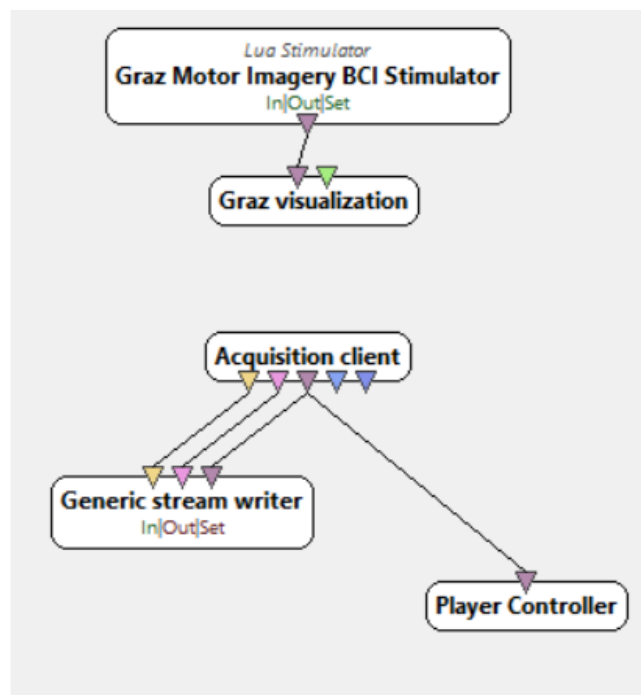 Lua Stimulator
Graz Motor Imagery BCI Stimulator
In|Out|Set
Graz visualization
Acquisition client
Generic stream writer
In|Out|Set
Player Controller